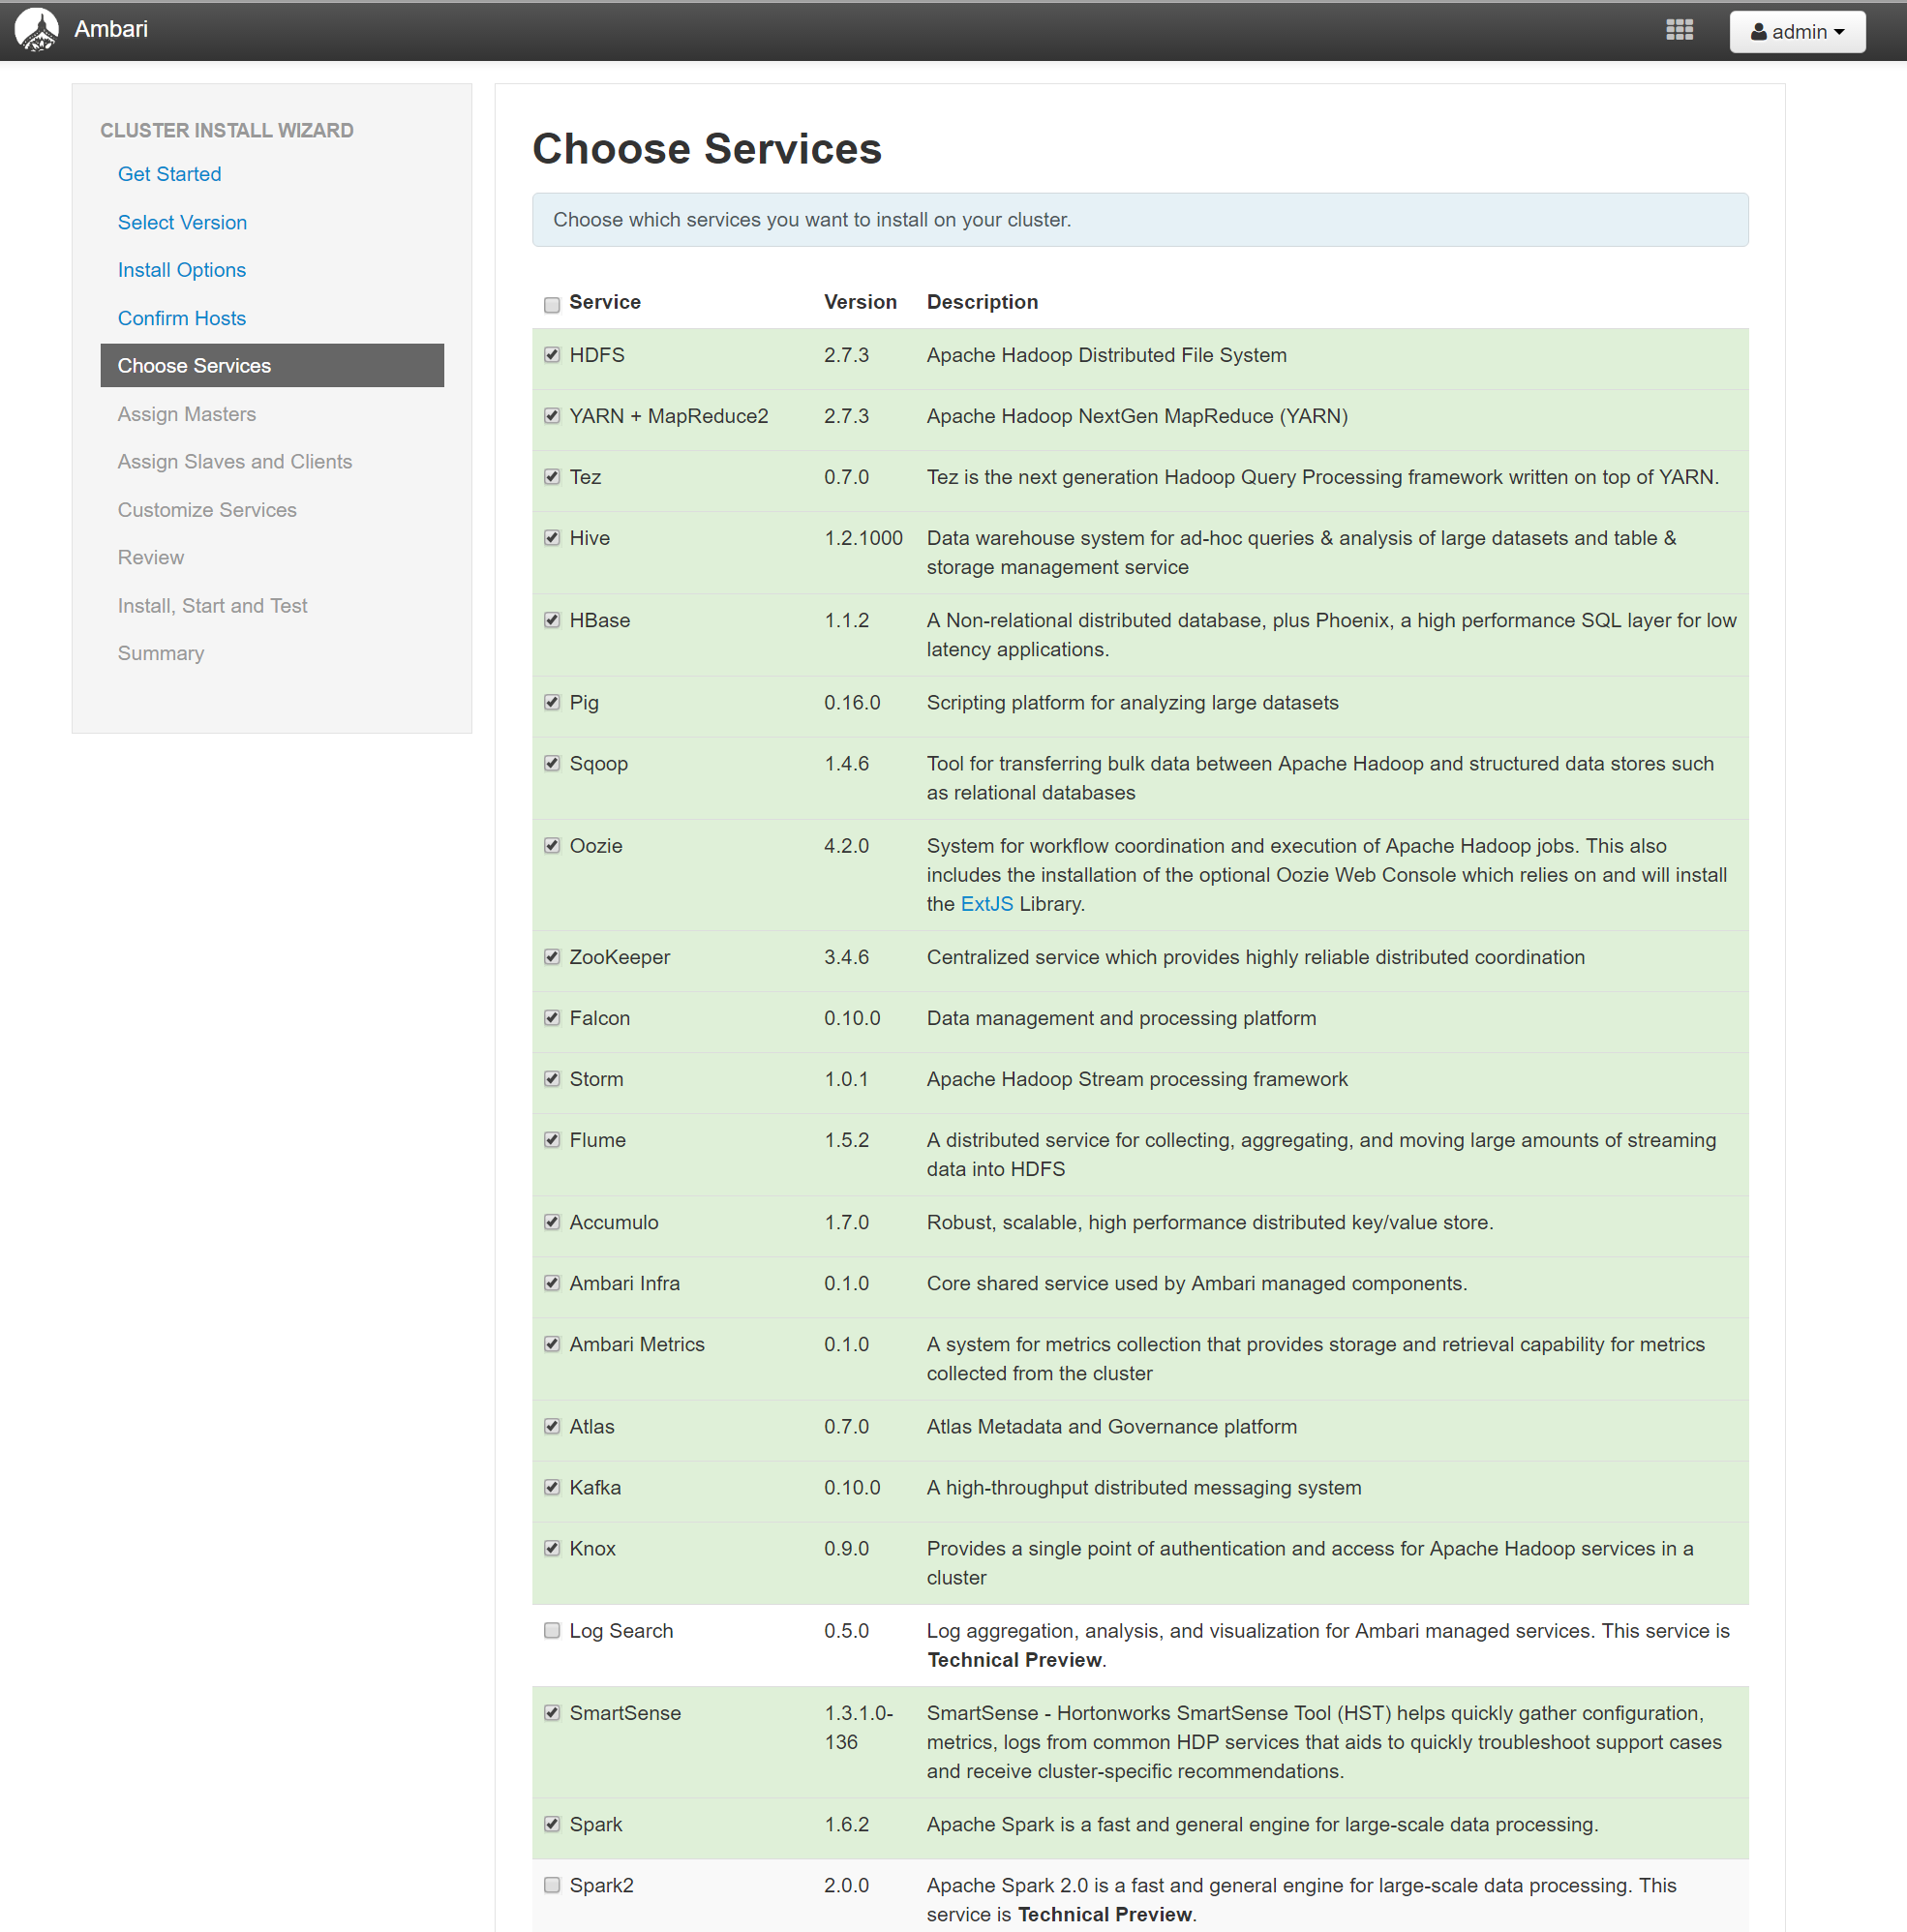 Ambari
admin
CLUSTER INSTALL WIZARD
Get Started
Select Version
Install Options
Confirm Hosts
Choose Services
Assign Masters
Assign Slaves and Clients
Customize Services
Review
Install, Start and Test
Summary
Choose Services
Choose which services you want to install on your cluster.
Service Version Description
HDFS 2.7.3 Apache Hadoop Distributed File System
YARN + MapReduce2 2.7.3 Apache Hadoop NextGen MapReduce (YARN)
Tez 0.7.0 Tez is the next generation Hadoop Query Processing framework written on top of YARN.
Hive 1.2.1000 Data warehouse system for ad-hoc queries & analysis of large datasets and table &
storage management service
HBase 1.1.2 A Non-relational distributed database, plus Phoenix, a high performance SQL layer for low
latency applications.
Pig 0.16.0 Scripting platform for analyzing large datasets
Sqoop 1.4.6 Tool for transferring bulk data between Apache Hadoop and structured data stores such
as relational databases
Oozie 4.2.0 System for workflow coordination and execution of Apache Hadoop jobs. This also
includes the installation of the optional Oozie Web Console which relies on and will install
the ExtJS Library.
ZooKeeper 3.4.6 Centralized service which provides highly reliable distributed coordination
Falcon 0.10.0 Data management and processing platform
Storm 1.0.1 Apache Hadoop Stream processing framework
Flume 1.5.2 A distributed service for collecting, aggregating, and moving large amounts of streaming
data into HDFS
Accumulo 1.7.0 Robust, scalable, high performance distributed key/value store.
Ambari Infra 0.1.0 Core shared service used by Ambari managed components.
Ambari Metrics 0.1.0 A system for metrics collection that provides storage and retrieval capability for metrics
collected from the cluster
Atlas 0.7.0 Atlas Metadata and Governance platform
Kafka 0.10.0 A high-throughput distributed messaging system
Knox 0.9.0 Provides a single point of authentication and access for Apache Hadoop services in a
cluster
Log Search 0.5.0 Log aggregation, analysis, and visualization for Ambari managed services. This service is
Technical Preview.
SmartSense 1.3.1.0- SmartSense - Hortonworks SmartSense Tool (HST) helps quickly gather configuration,
136 metrics, logs from common HDP services that aids to quickly troubleshoot support cases
and receive cluster-specific recommendations.
Spark 1.6.2 Apache Spark is a fast and general engine for large-scale data processing.
Spark2 2.0.0 Apache Spark 2.0 is a fast and general engine for large-scale data processing. This
service is Technical Preview.